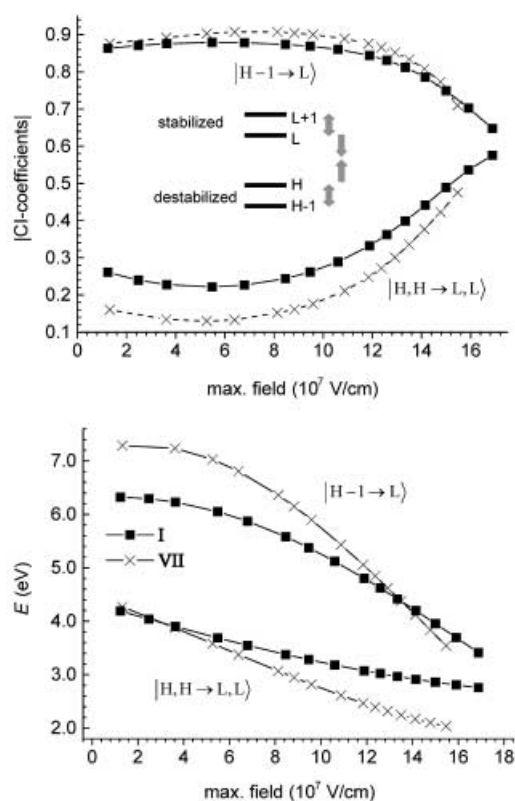 |CI-coefficients|
1.0
0.9
0.8
0.7
0.6
0.5
0.4
0.3
0.2
0.1
|H−1→L⟩
stabilized
L+1
L
destabilized
H
H-1
|H,H→L,L⟩
0 2 4 6 8 10 12 14 16 18
max. field (10⁷ V/cm)
E (eV)
7.0
6.0
5.0
4.0
3.0
2.0
|H−1→L⟩
I
VII
|H,H→L,L⟩
0 2 4 6 8 10 12 14 16 18
max. field (10⁷ V/cm)